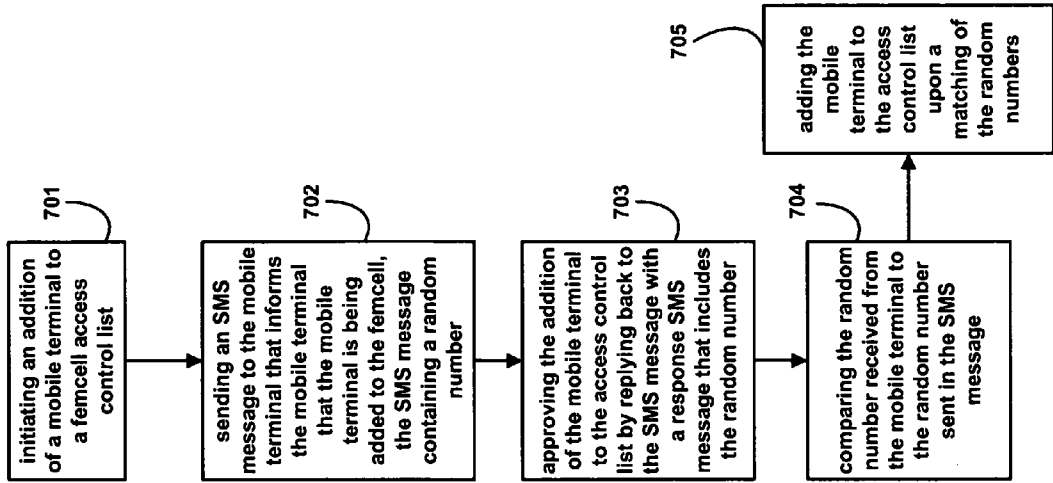 701
initiating an addition
of a mobile terminal to
a femcell access
control list
702
sending an SMS
message to the mobile
terminal that informs
the mobile terminal
that the mobile
terminal is being
added to the femcell,
the SMS message
containing a random
number
703
approving the addition
of the mobile terminal
to the access control
list by replying back to
the SMS message with
a response SMS
message that includes
the random number
704
comparing the random
number received from
the mobile terminal to
the random number
sent in the SMS
message
705
adding the
mobile
terminal to
the access
control list
upon a
matching of
the random
numbers